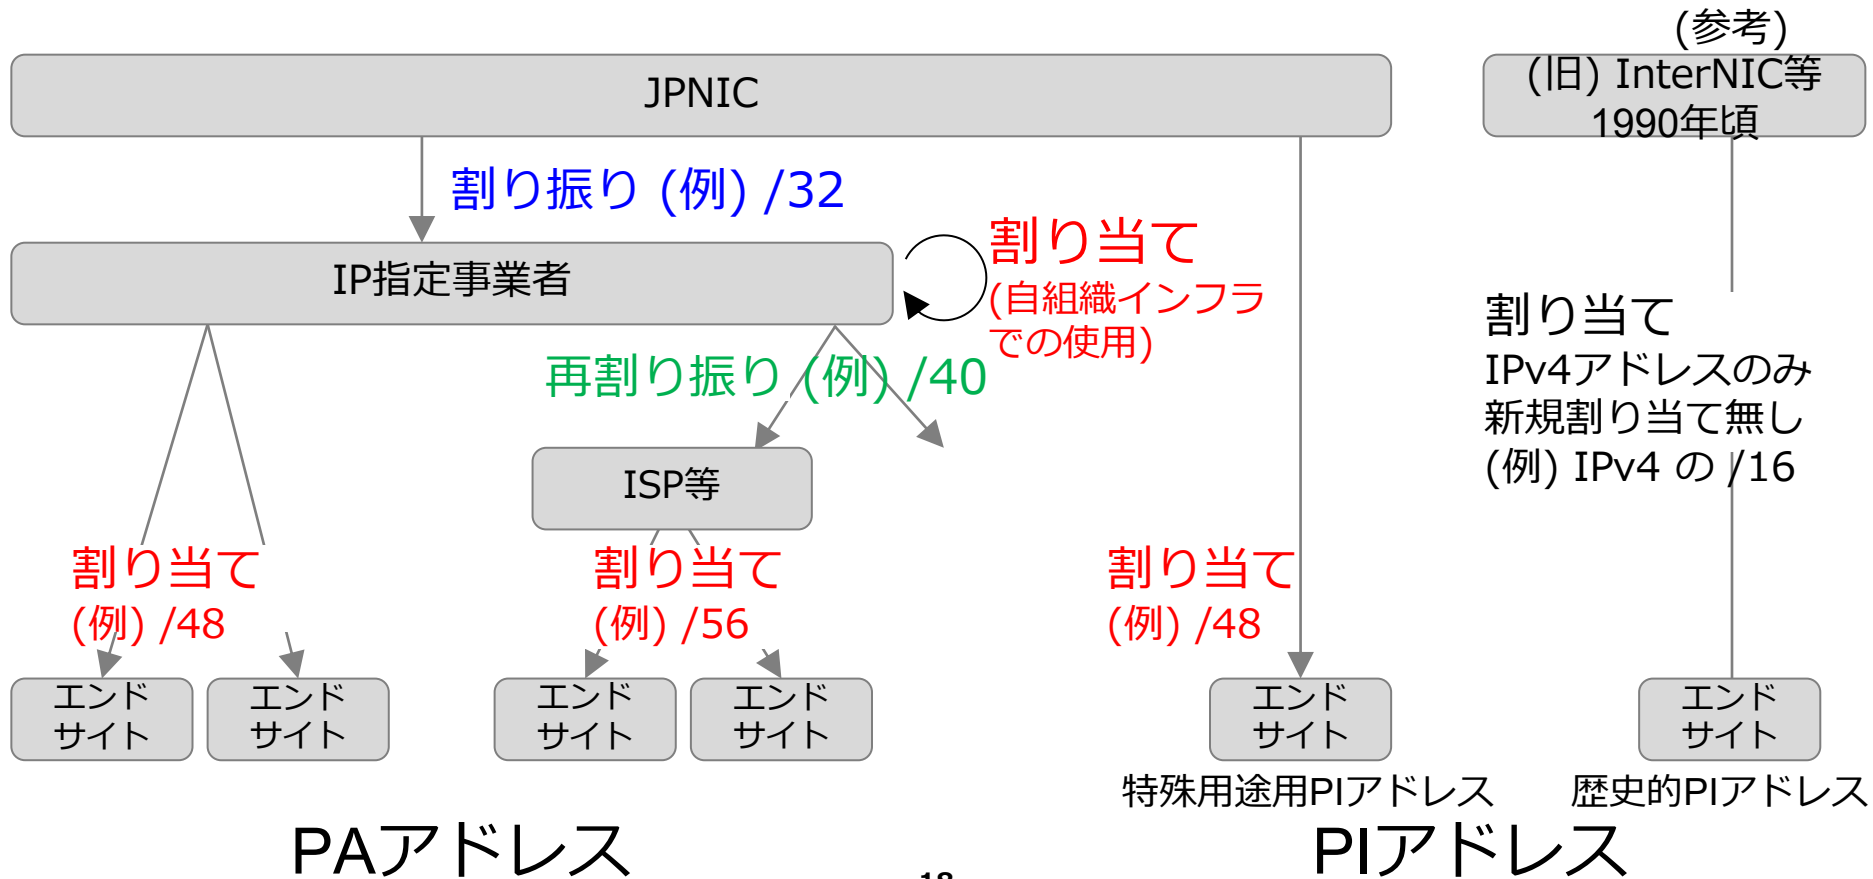 (参考)
JPNIC
(旧) InterNIC等
1990年頃
割り振り (例) /32
IP指定事業者
割り当て
(自組織インフラ
での使用)
再割り振り (例) /40
割り当て
IPv4アドレスのみ
新規割り当て無し
(例) IPv4 の /16
ISP等
割り当て
(例) /48
割り当て
(例) /56
割り当て
(例) /48
エンド
サイト
エンド
サイト
エンド
サイト
エンド
サイト
エンド
サイト
エンド
サイト
特殊用途用PIアドレス
歴史的PIアドレス
PAアドレス
PIアドレス
18